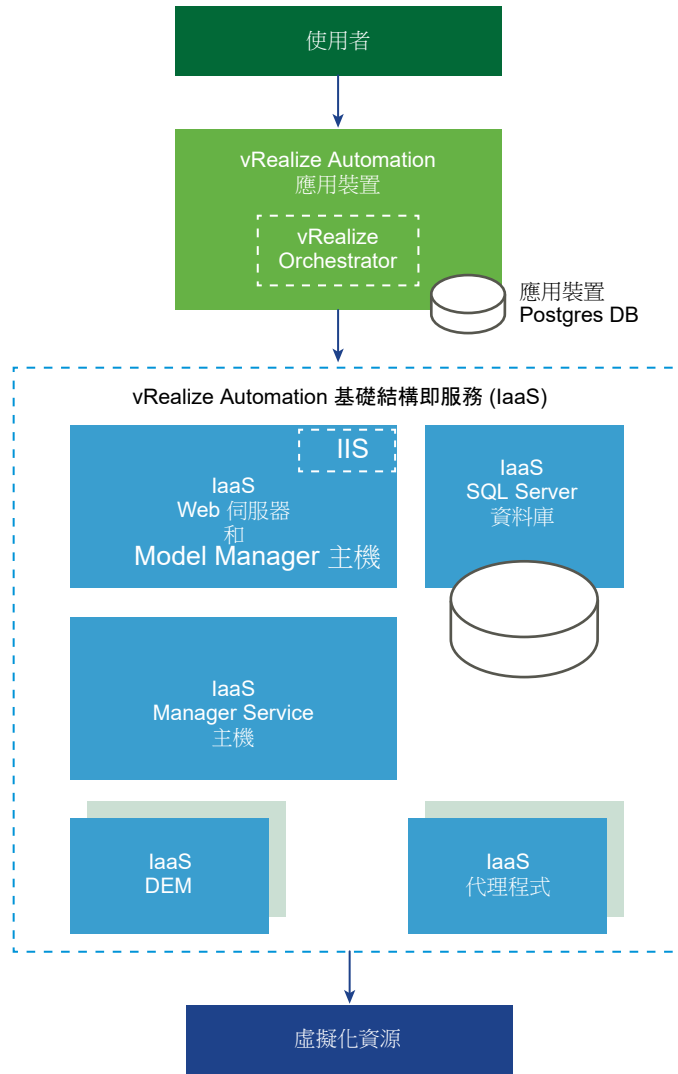 使用者
vRealize Automation
應用裝置
vRealize
Orchestrator
應用裝置
Postgres DB
vRealize Automation 基礎結構即服務 (IaaS)
IIS
IaaS
Web 伺服器
和
Model Manager 主機
IaaS
SQL Server
資料庫
IaaS
Manager Service
主機
IaaS
DEM
IaaS
代理程式
虛擬化資源